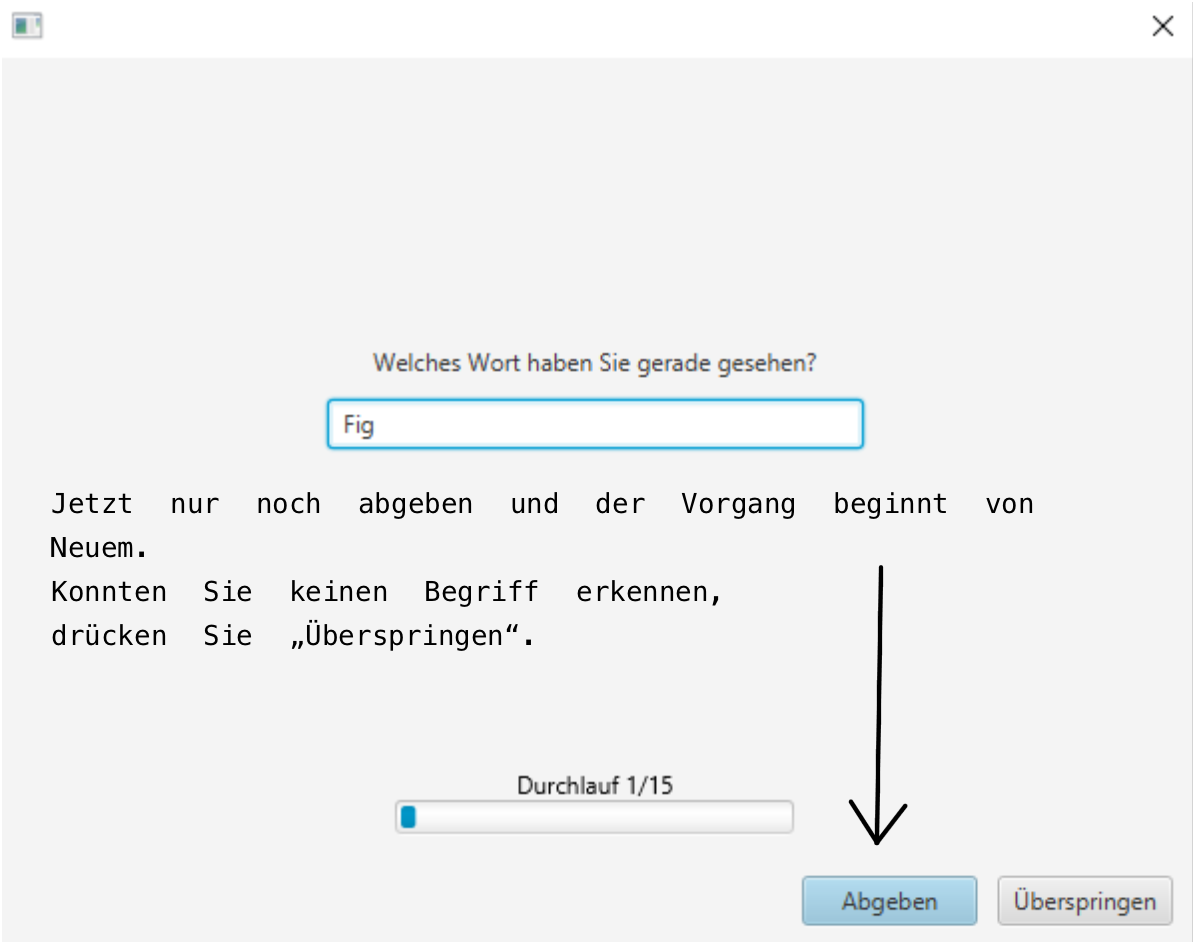 Welches Wort haben Sie gerade gesehen?
Fig
Jetzt nur noch abgeben und der Vorgang beginnt von
Neuem.
Konnten Sie keinen Begriff erkennen,
drücken Sie „Überspringen“.
Durchlauf 1/15
Abgeben Überspringen